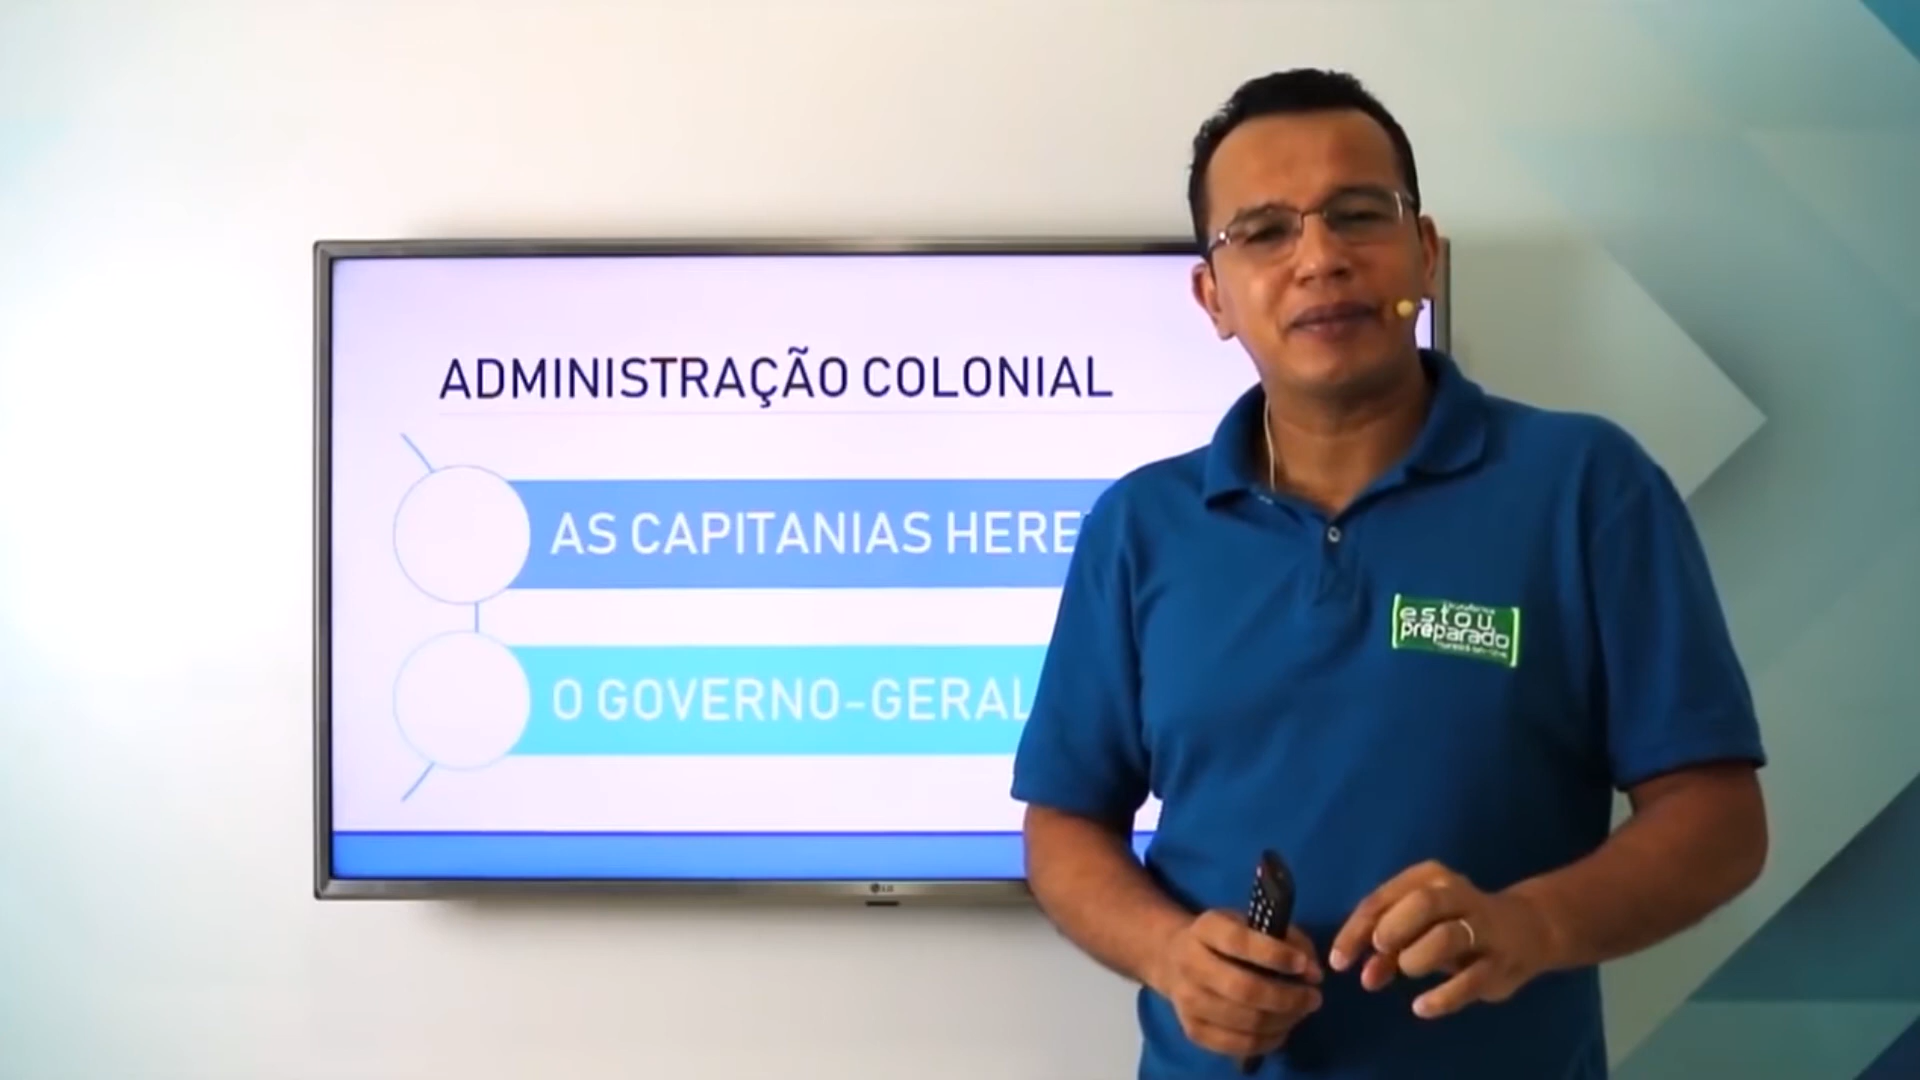 ADMINISTRAÇÃO COLONIAL
AS CAPITANIAS HERE
O GOVERNO-GERAL
estou
preparado
LG